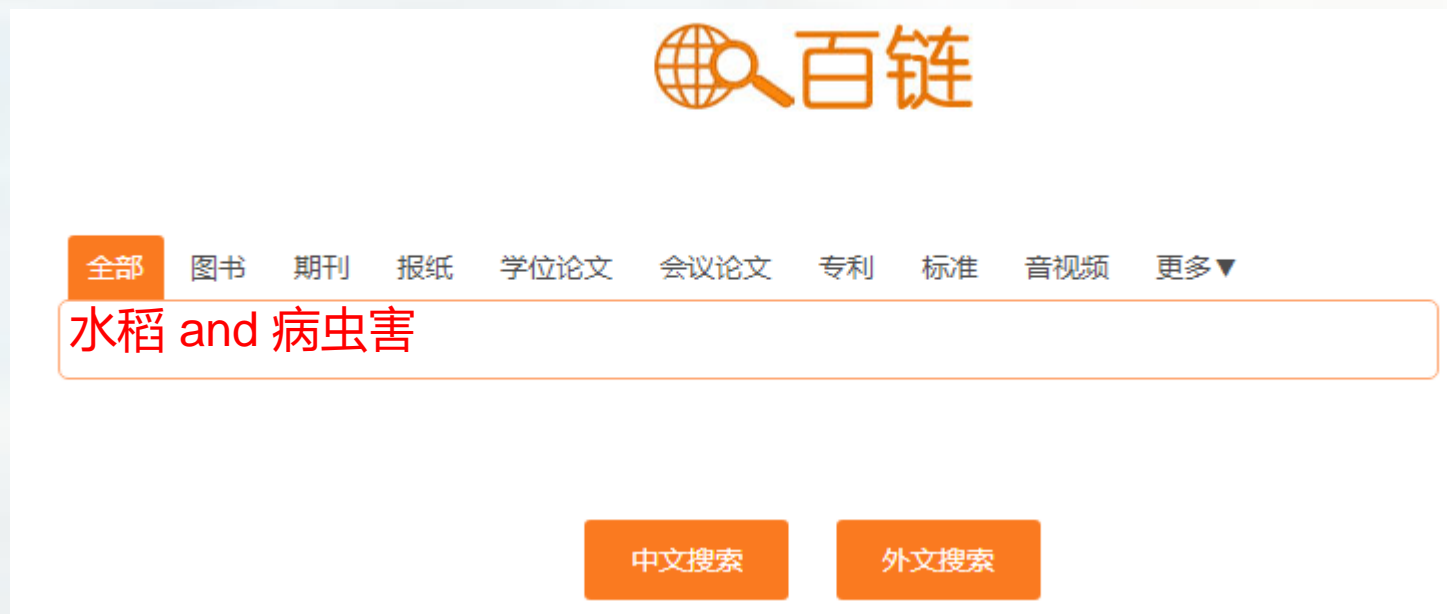 百链
全部 图书 期刊 报纸 学位论文 会议论文 专利 标准 音视频 更多▼
水稻 and 病虫害
中文搜索 外文搜索